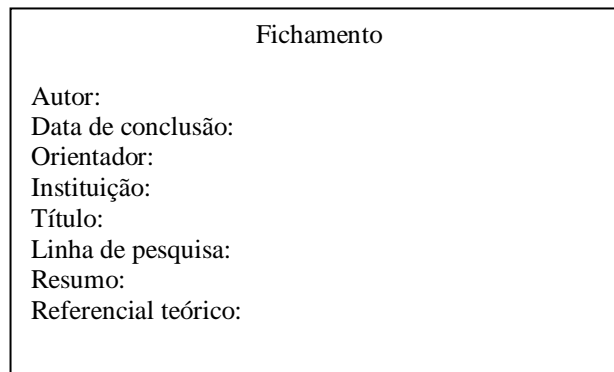 Fichamento
Autor:
Data de conclusão:
Orientador:
Instituição:
Título:
Linha de pesquisa:
Resumo:
Referencial teórico: